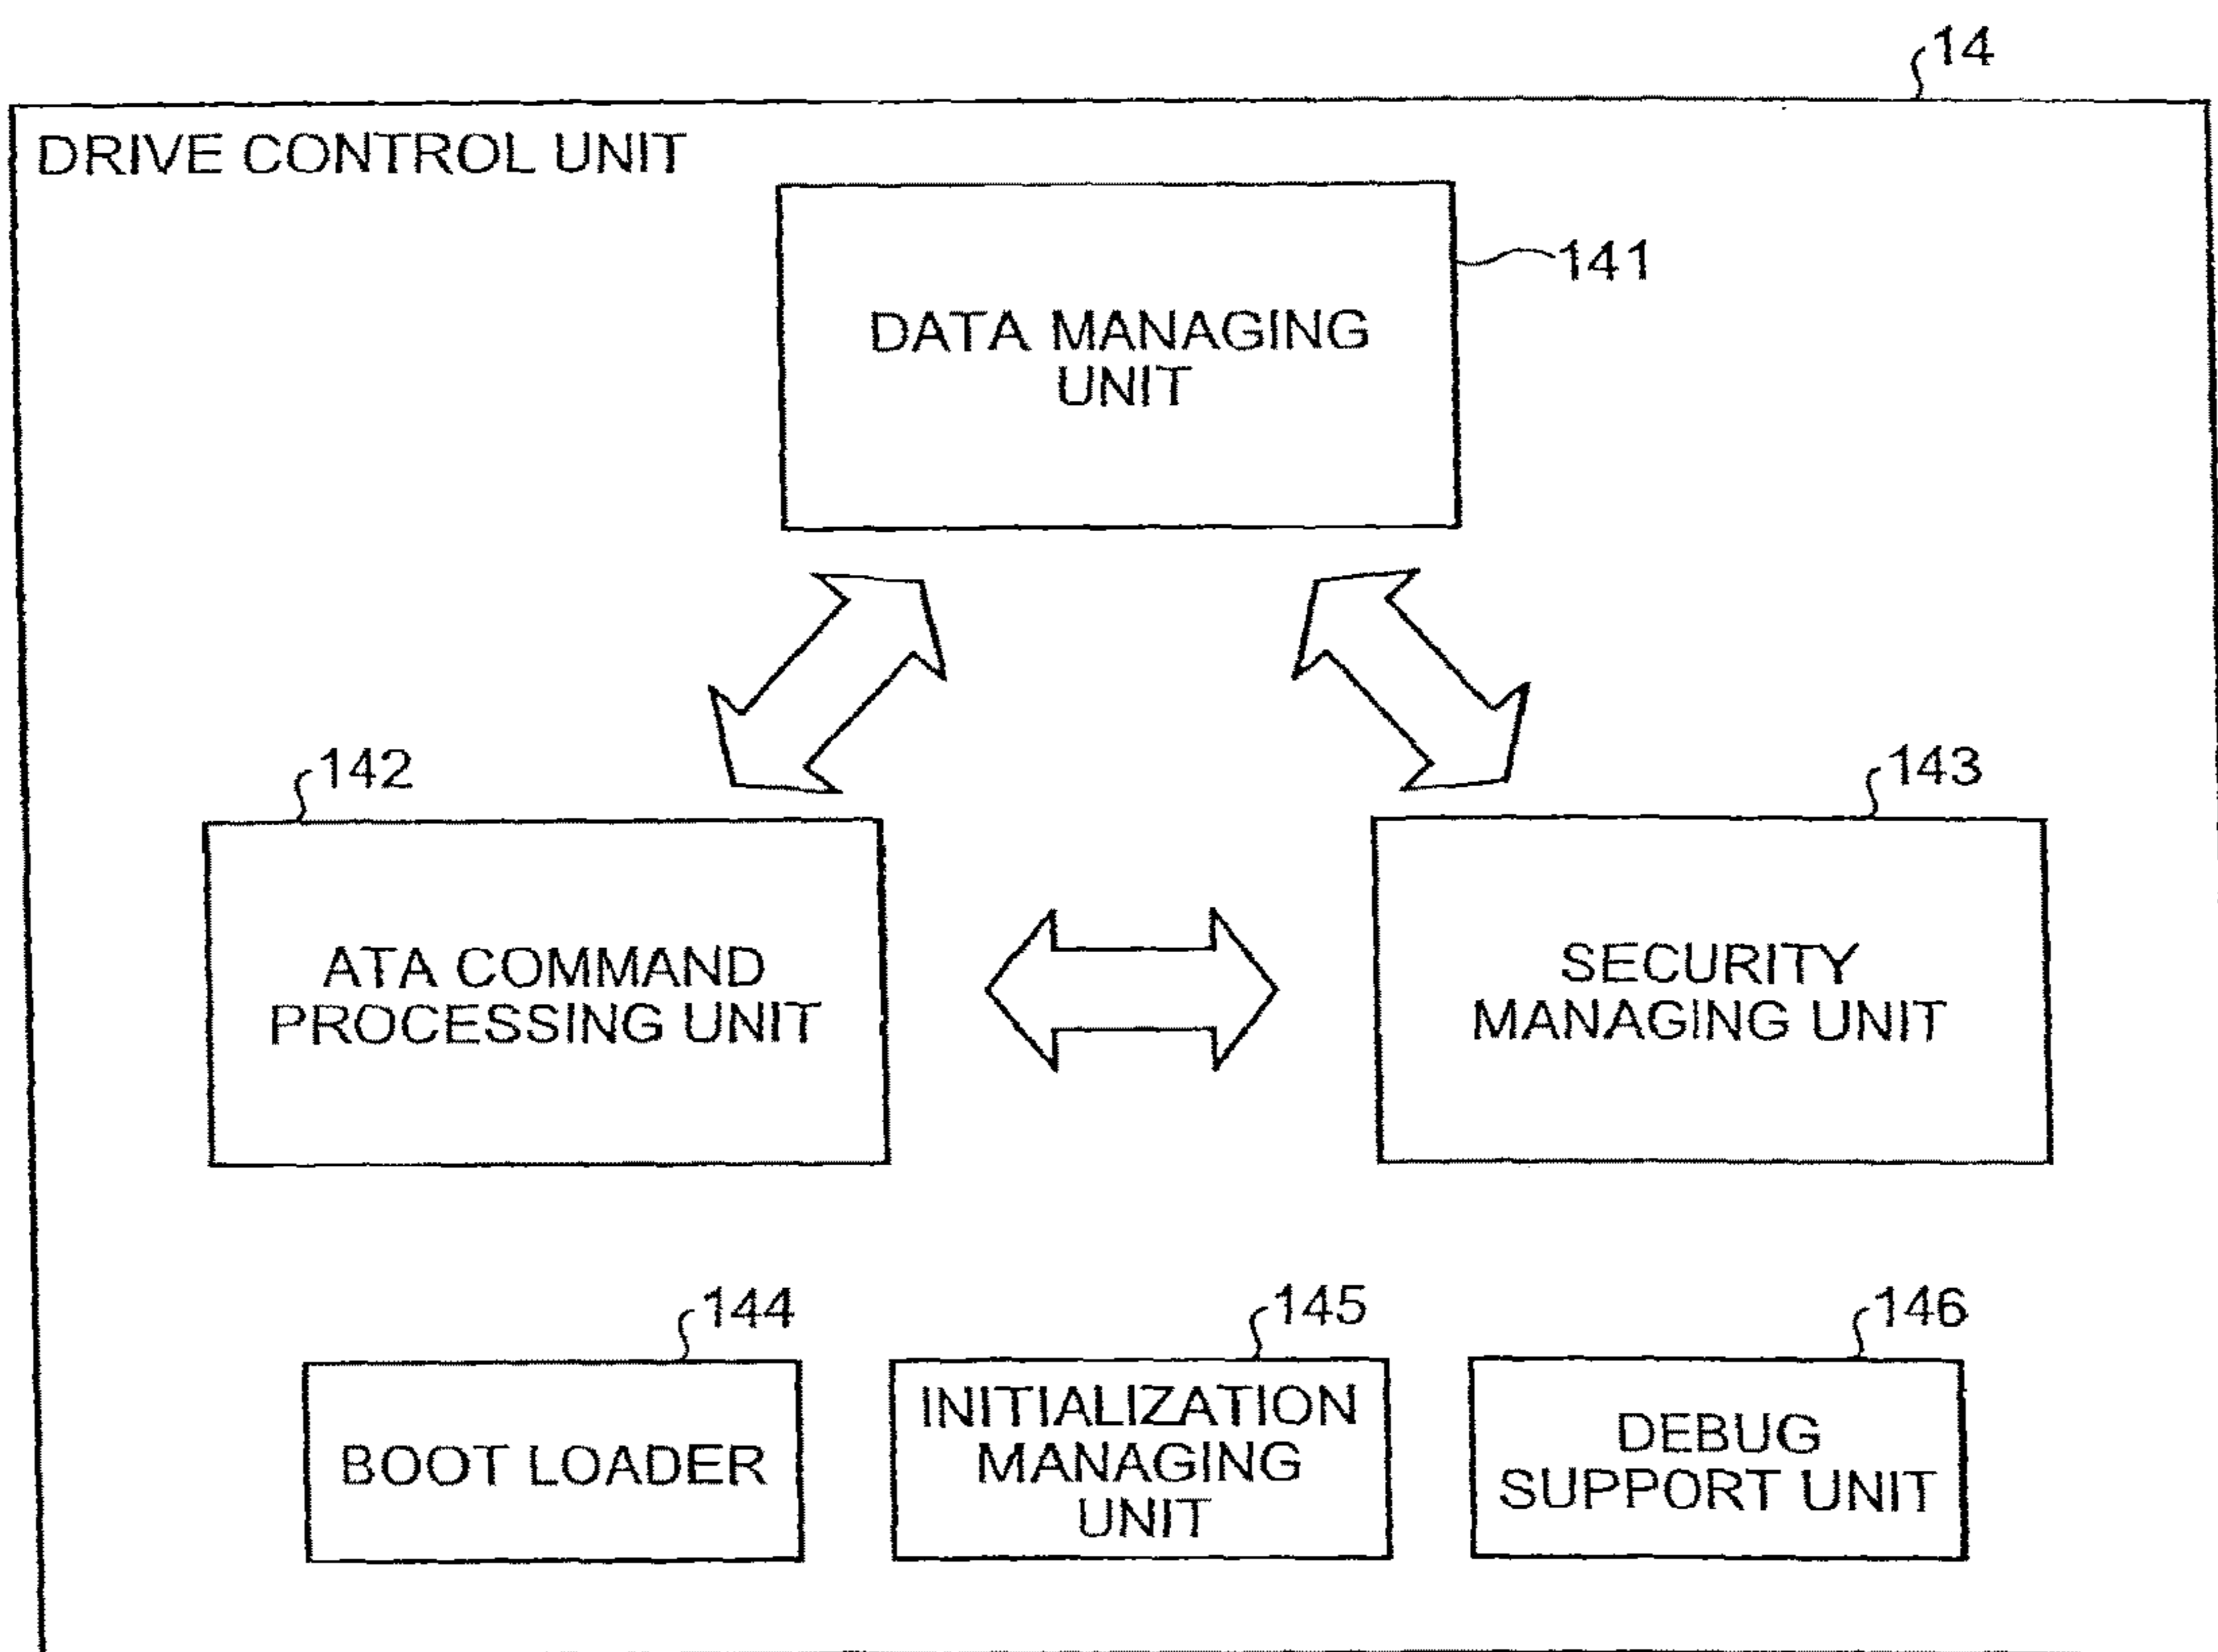 14
DRIVE CONTROL UNIT
141
DATA MANAGING
UNIT
142
143
ATA COMMAND
PROCESSING UNIT
SECURITY
MANAGING UNIT
144
145
146
BOOT LOADER
INITIALIZATION
MANAGING
UNIT
DEBUG
SUPPORT UNIT